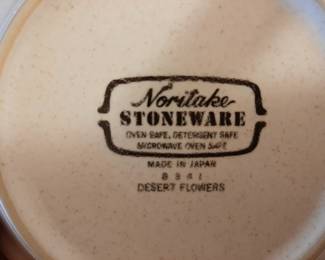 Noritake
STONEWARE
OVEN SAFE, DETERGENT SAFE
MICROWAVE OVEN SAFE
MADE IN JAPAN
8341
DESERT FLOWERS